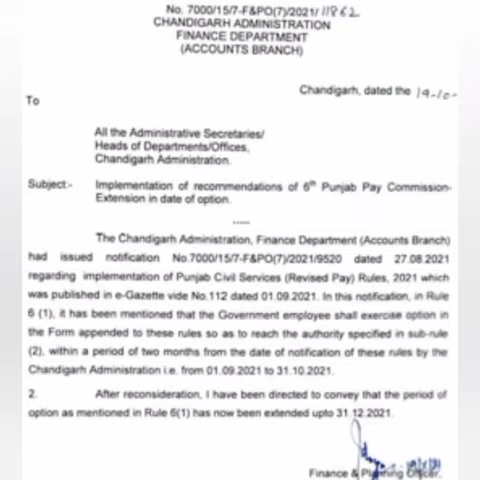 No. 7000/15/7-F&PO(7)/2021/11862
CHANDIGARH ADMINISTRATION
FINANCE DEPARTMENT
(ACCOUNTS BRANCH)
Chandigarh, dated the 19-10-
To
All the Administrative Secretaries/
Heads of Departments/Offices,
Chandigarh Administration.
Subject:- Implementation of recommendations of 6th Punjab Pay Commission-
Extension in date of option.
.....
The Chandigarh Administration, Finance Department (Accounts Branch)
had issued notification No.7000/15/7-F&PO(7)/2021/9520 dated 27.08.2021
regarding implementation of Punjab Civil Services (Revised Pay) Rules, 2021 which
was published in e-Gazette vide No.112 dated 01.09.2021. In this notification, in Rule
6 (1), it has been mentioned that the Government employee shall exercise option in
the Form appended to these rules so as to reach the authority specified in sub-rule
(2), within a period of two months from the date of notification of these rules by the
Chandigarh Administration i.e. from 01.09.2021 to 31.10.2021.
2. After reconsideration, I have been directed to convey that the period of
option as mentioned in Rule 6(1) has now been extended upto 31.12.2021.
Finance & Planning Officer,